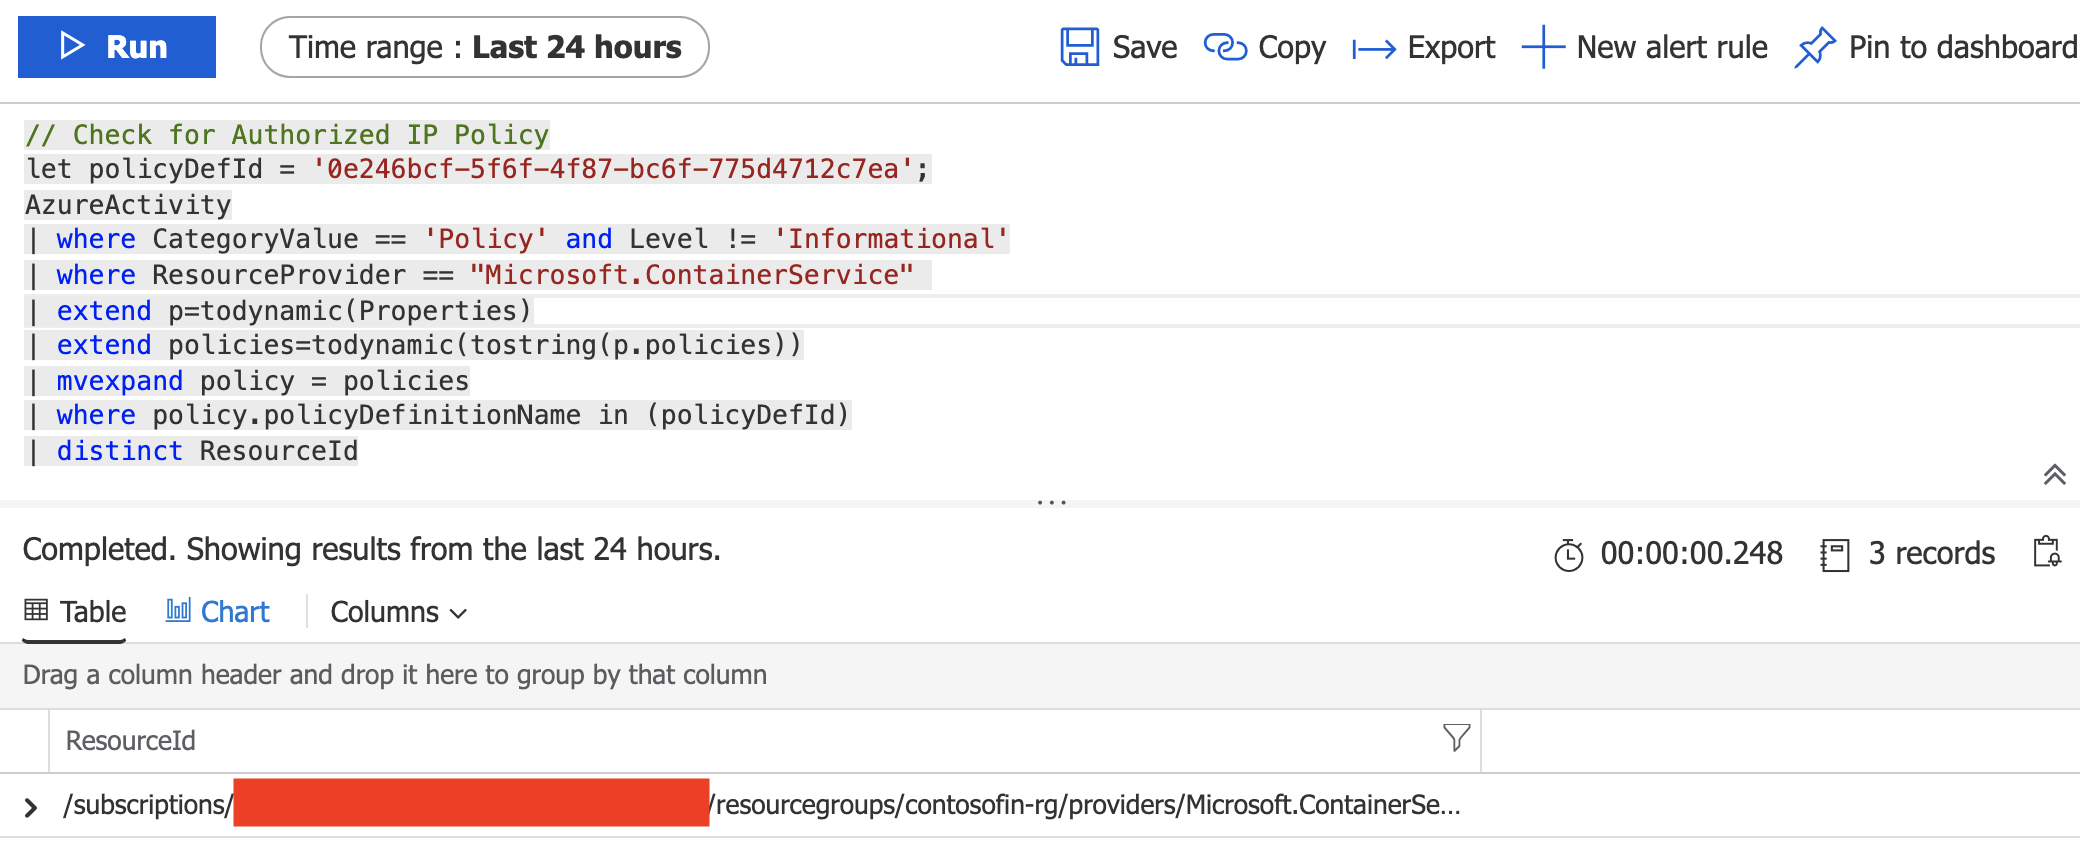 Run
Time range : Last 24 hours
Save
Copy
Export
New alert rule
Pin to dashboard
// Check for Authorized IP Policy
let policyDefId = '0e246bcf-5f6f-4f87-bc6f-775d4712c7ea';
AzureActivity
| where CategoryValue == 'Policy' and Level != 'Informational'
| where ResourceProvider == "Microsoft.ContainerService"
| extend p=todynamic(Properties)
| extend policies=todynamic(tostring(p.policies))
| mvexpand policy = policies
| where policy.policyDefinitionName in (policyDefId)
| distinct ResourceId
...
Completed. Showing results from the last 24 hours.
00:00:00.248
3 records
Table
Chart
Columns
Drag a column header and drop it here to group by that column
ResourceId
/subscriptions/ /resourcegroups/contosofin-rg/providers/Microsoft.ContainerSe...